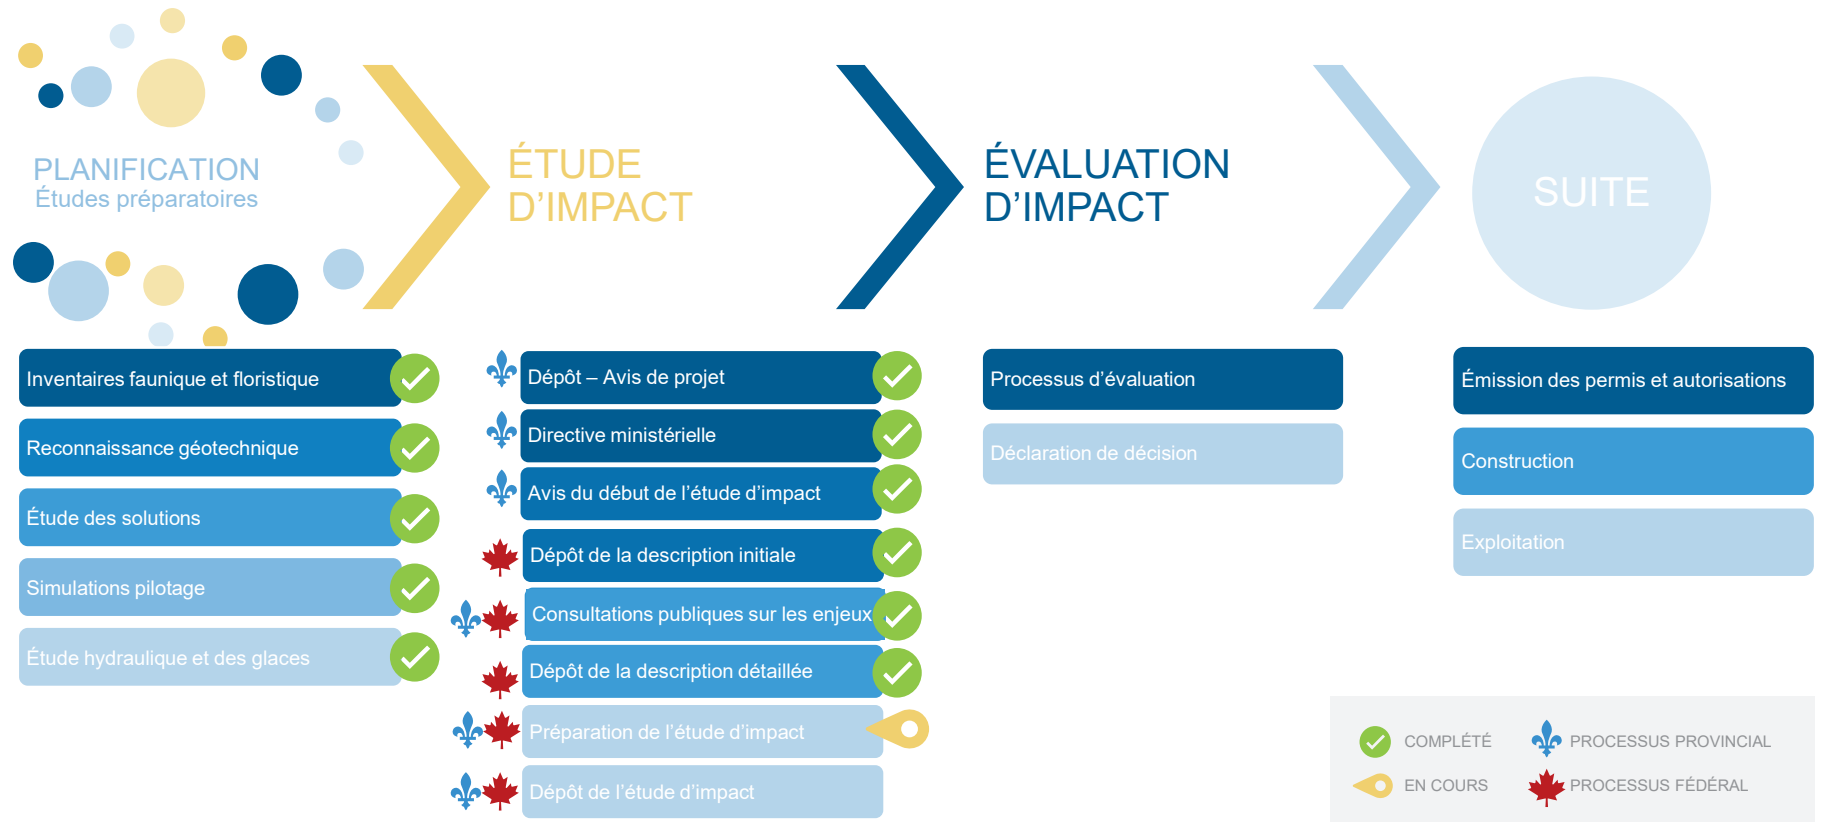 PLANIFICATION
Études préparatoires
ÉTUDE
D’IMPACT
ÉVALUATION
D’IMPACT
SUITE
Inventaires faunique et floristique
Reconnaissance géotechnique
Étude des solutions
Simulations pilotage
Étude hydraulique et des glaces
Dépôt – Avis de projet
Directive ministérielle
Avis du début de l’étude d’impact
Dépôt de la description initiale
Consultations publiques sur les enjeux
Dépôt de la description détaillée
Préparation de l’étude d’impact
Dépôt de l’étude d’impact
Processus d’évaluation
Déclaration de décision
Émission des permis et autorisations
Construction
Exploitation
COMPLÉTÉ
PROCESSUS PROVINCIAL
EN COURS
PROCESSUS FÉDÉRAL